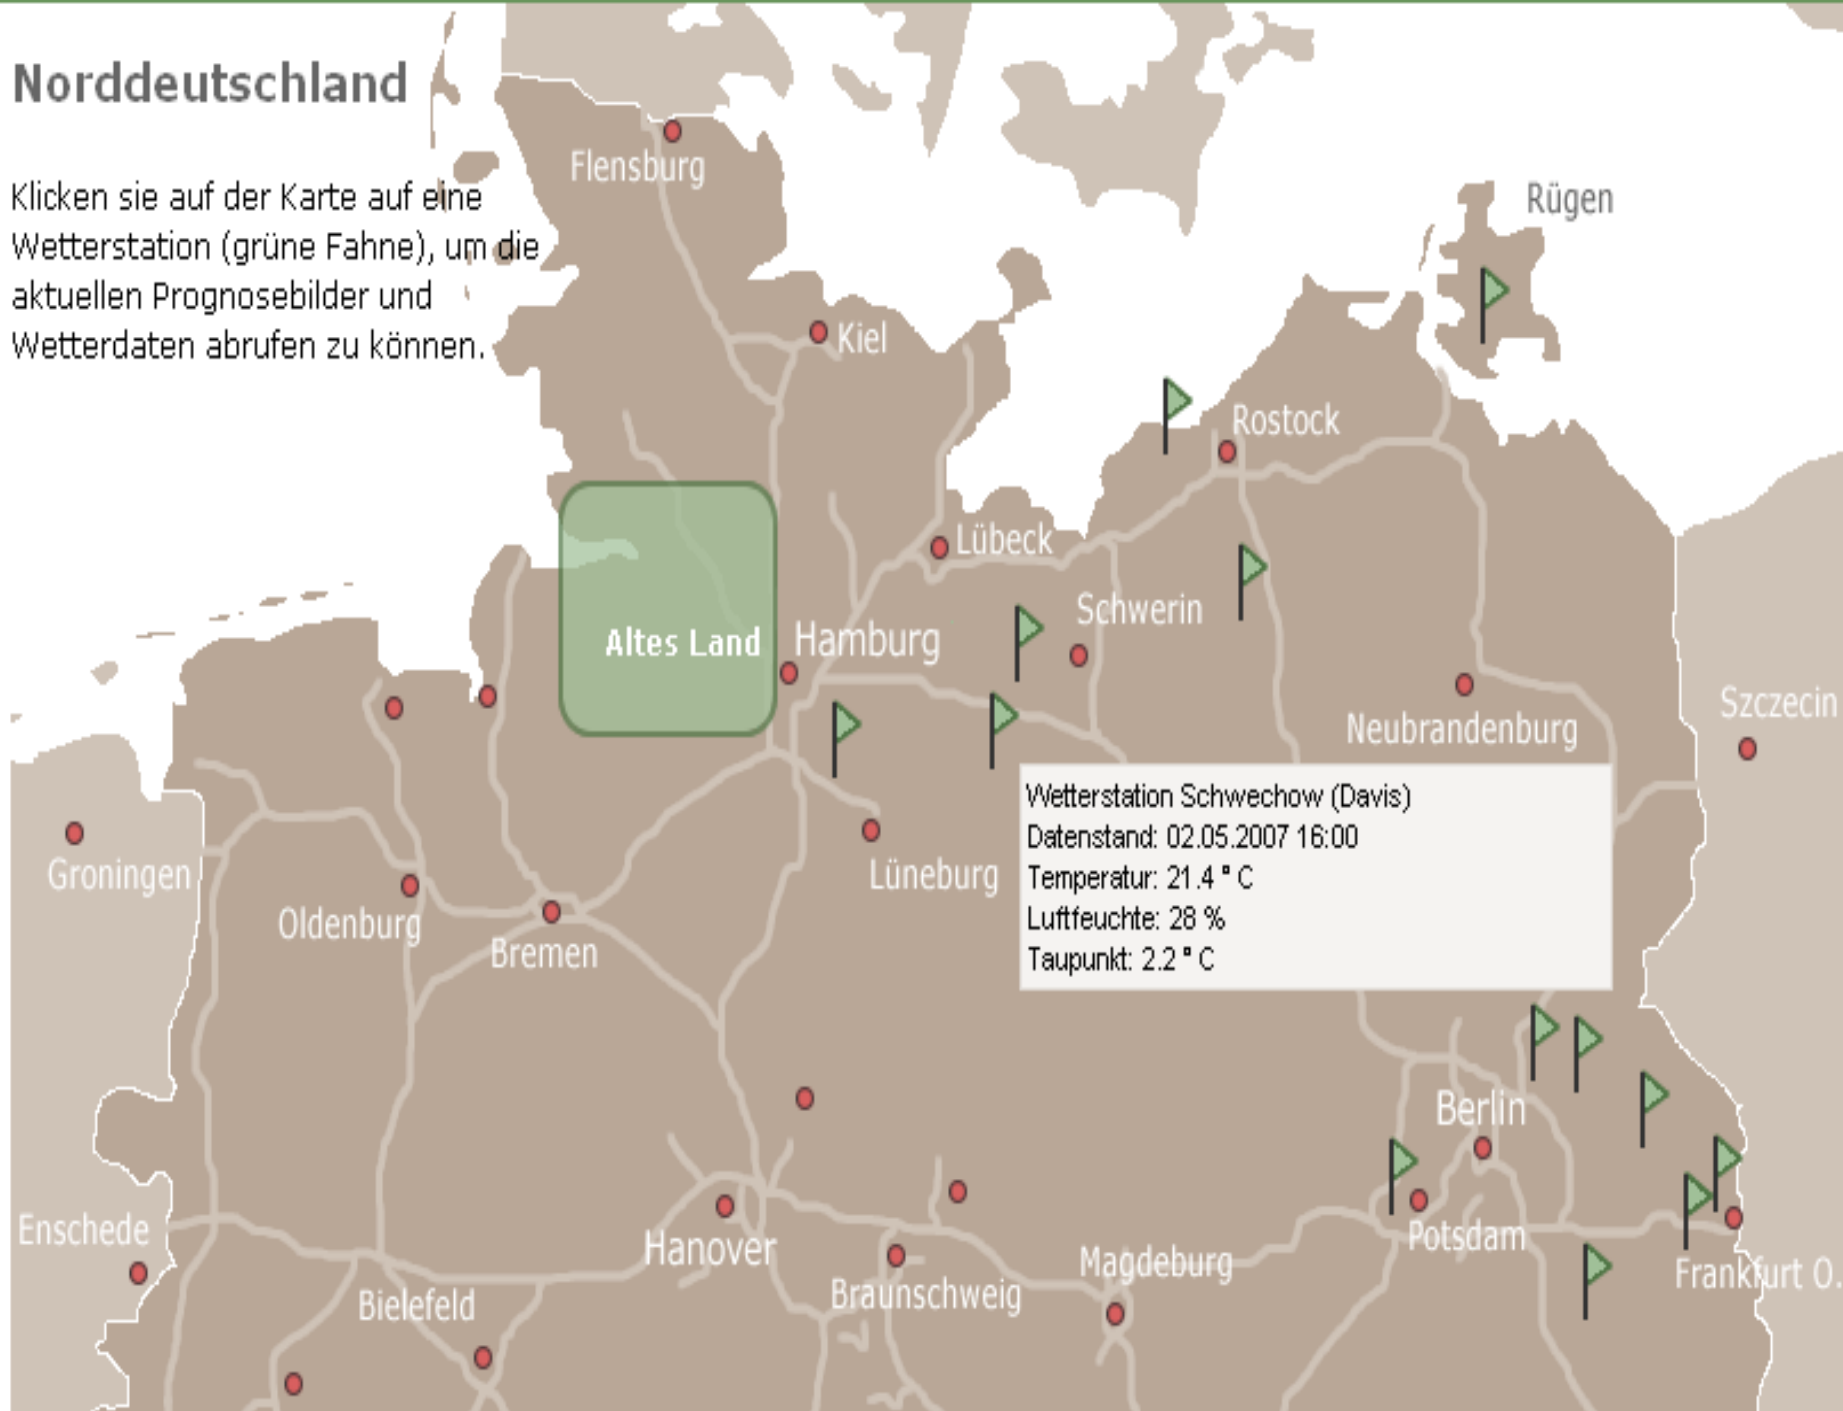 Norddeutschland
Klicken sie auf der Karte auf eine
Wetterstation (grüne Fahne), um die
aktuellen Prognosebilder und
Wetterdaten abrufen zu können.
Flensburg
Rügen
Kiel
Rostock
Lübeck
Schwerin
Altes Land
Hamburg
Neubrandenburg
Szczecin
Wetterstation Schwechow (Davis)
Datenstand: 02.05.2007 16:00
Temperatur: 21.4 ° C
Luftfeuchte: 28 %
Taupunkt: 2.2 ° C
Groningen
Lüneburg
Oldenburg
Bremen
Berlin
Enschede
Hanover
Potsdam
Magdeburg
Frankfurt O.
Braunschweig
Bielefeld